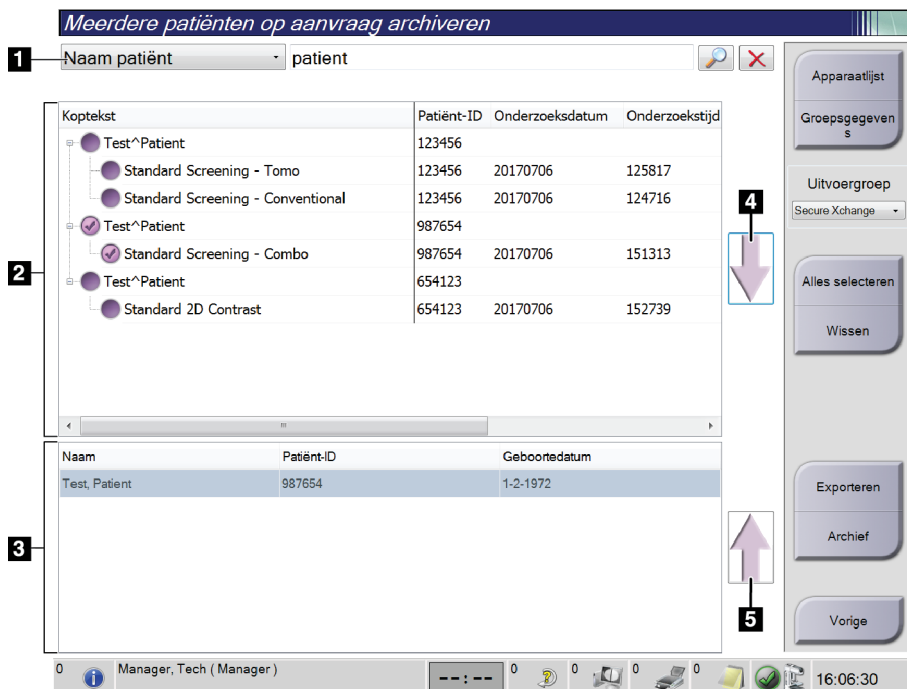 Meerdere patiënten op aanvraag archiveren
1
Naam patiënt
patient
Koptekst Patiënt-ID Onderzoeksdatum Onderzoekstijd
Test^Patient 123456
Standard Screening - Tomo 123456 20170706 125817
Standard Screening - Conventional 123456 20170706 124716
Test^Patient 987654
Standard Screening - Combo 987654 20170706 151313
Test^Patient 654123
Standard 2D Contrast 654123 20170706 152739
2
4
Naam Patiënt-ID Geboortedatum
Test, Patient 987654 1-2-1972
3
5
Apparaatlijst
Groepsgegeven
s
Uitvoergroep
Secure Xchange
Alles selecteren
Wissen
Exporteren
Archief
Vorige
0 Manager, Tech ( Manager ) --:-- 0 0 0 0 16:06:30